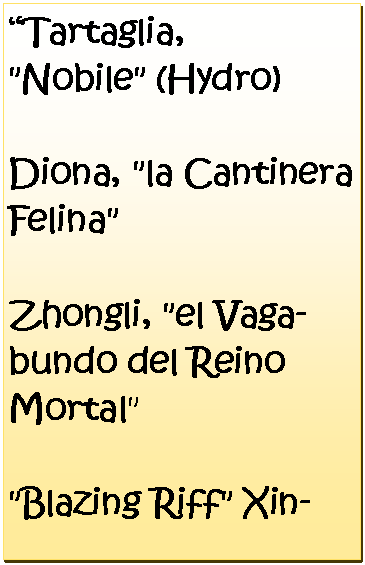 “Tartaglia,
"Nobile" (Hydro)
Diona, "la Cantinera
Felina"
Zhongli, "el Vaga-
bundo del Reino
Mortal"
"Blazing Riff" Xin-